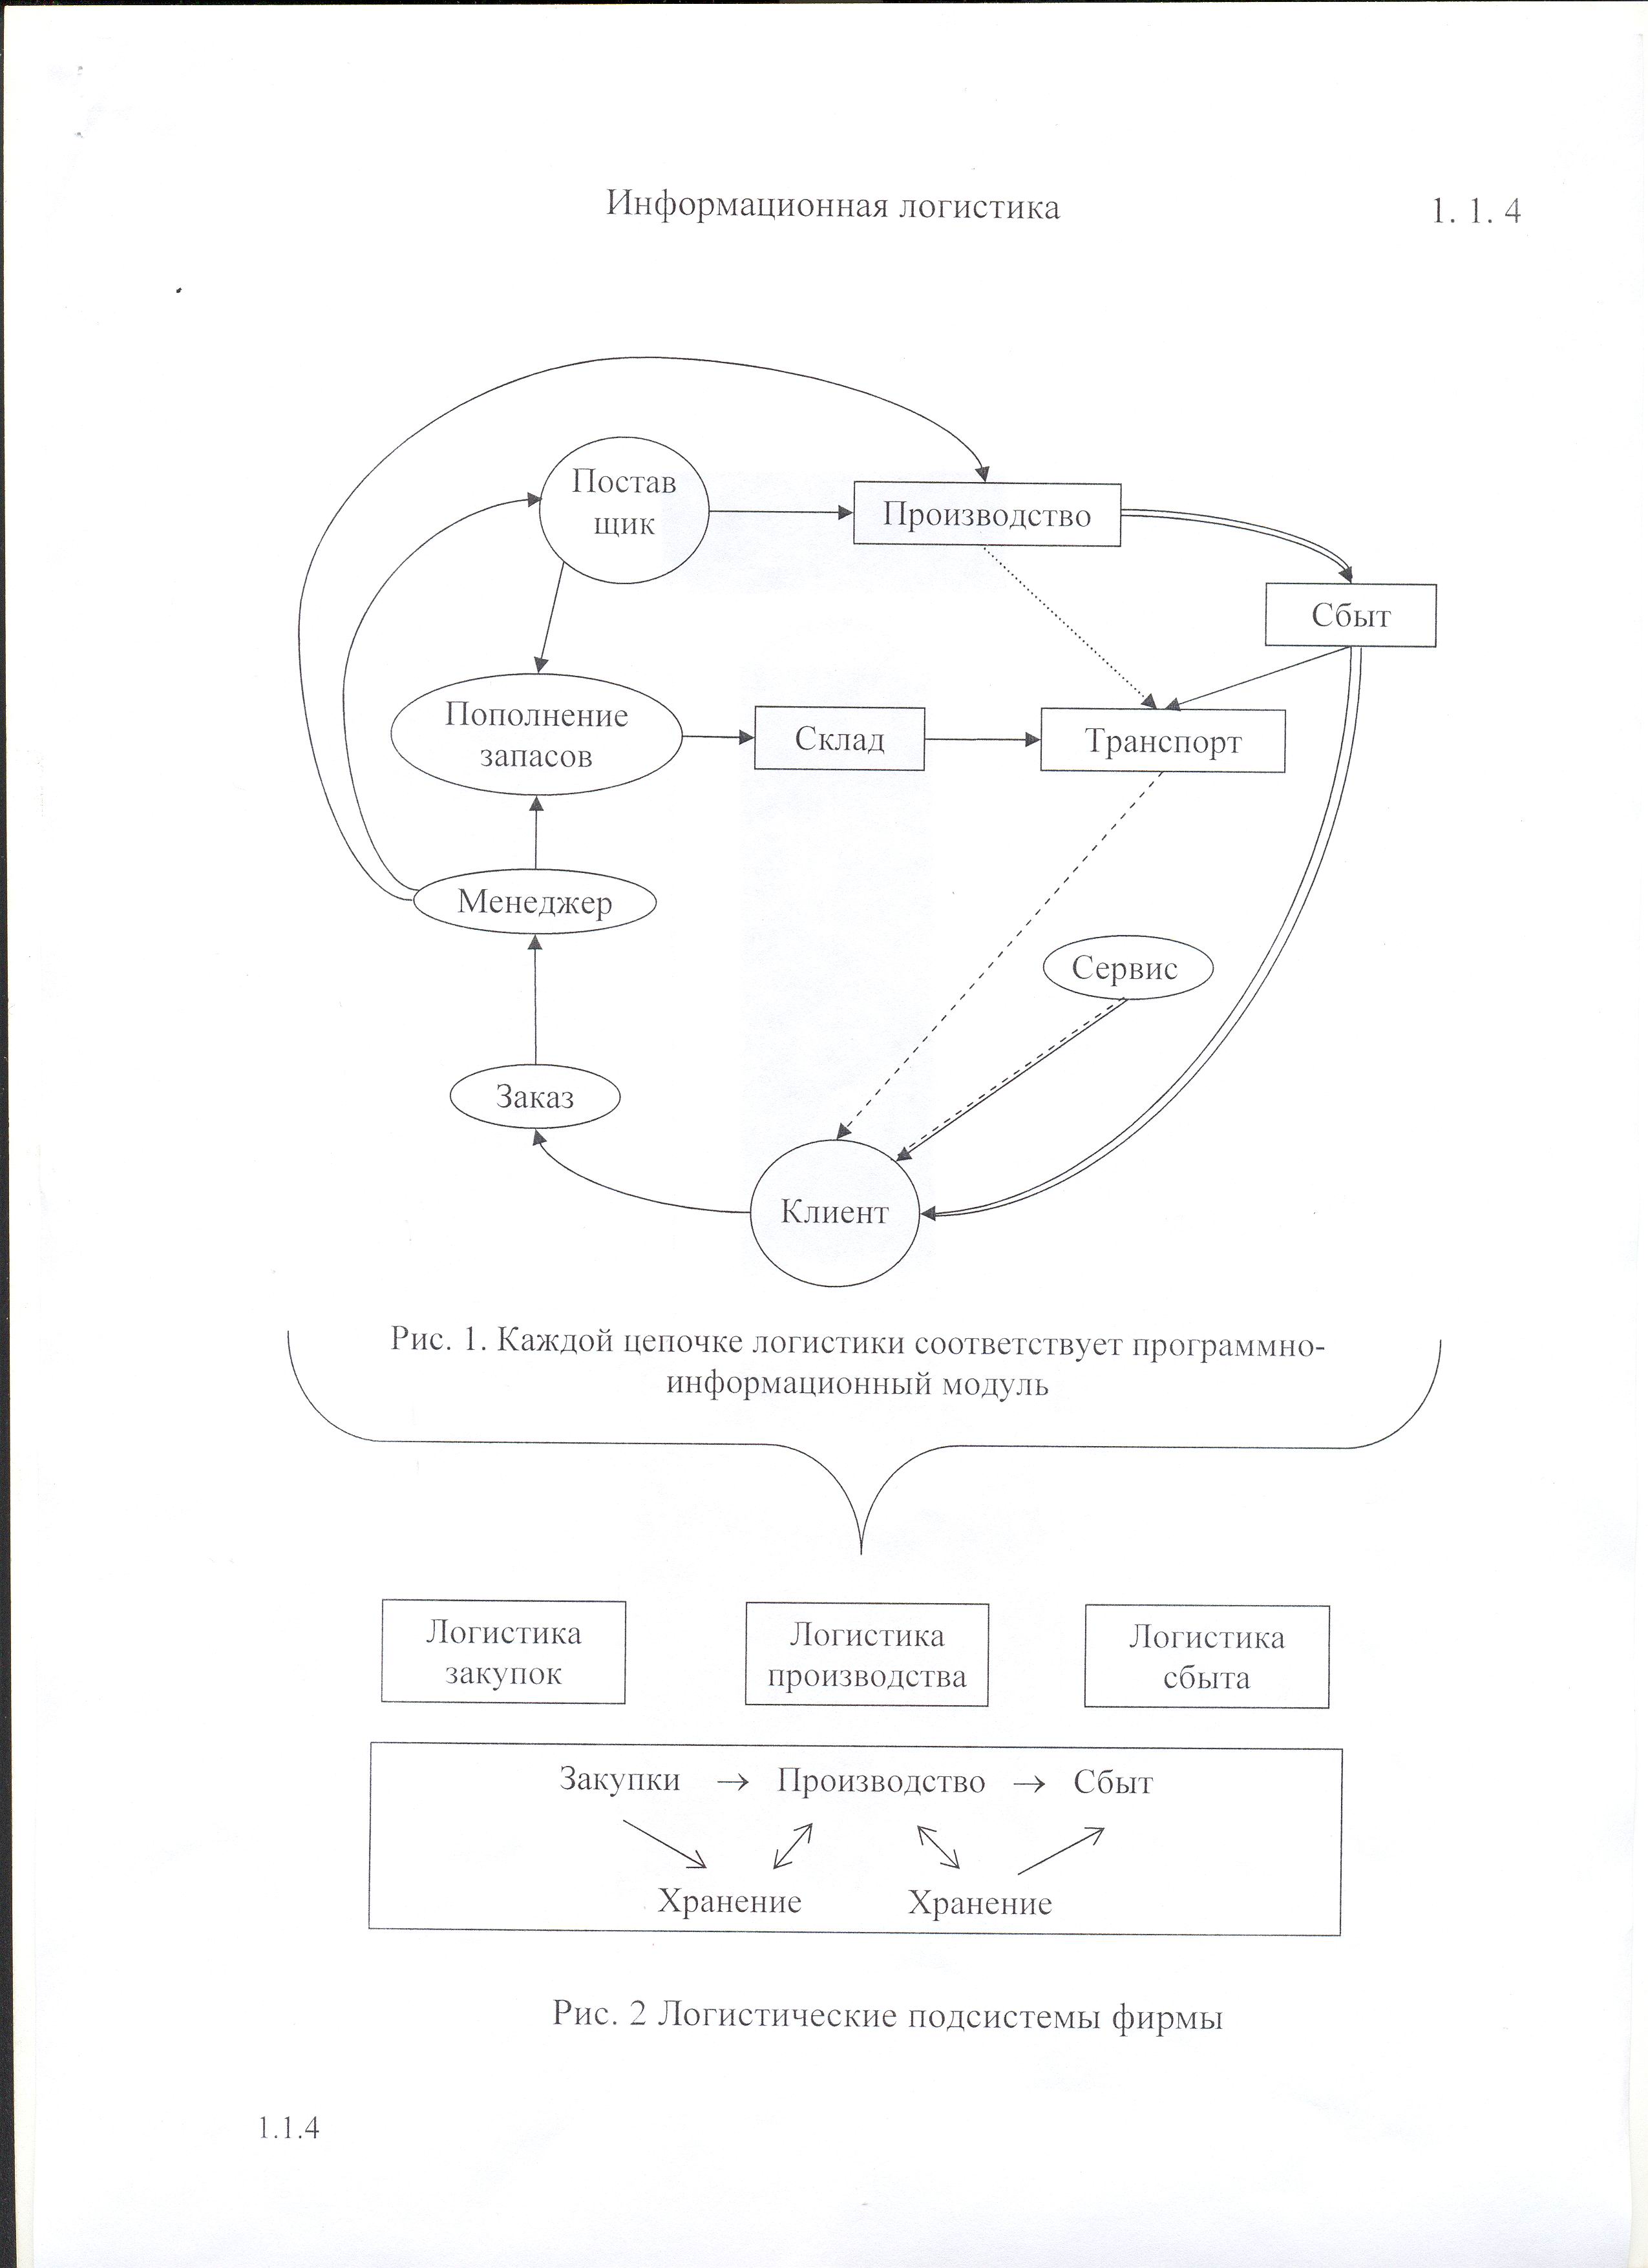 Информационная логистика
1. 1. 4
Постав
щик
Производство
Сбыт
Пополнение
запасов
Склад
Транспорт
Менеджер
Сервис
Заказ
Клиент
Рис. 1. Каждой цепочке логистики соответствует программно-
информационный модуль
Логистика
закупок
Логистика
производства
Логистика
сбыта
Закупки → Производство → Сбыт
Хранение Хранение
Рис. 2 Логистические подсистемы фирмы
1.1.4